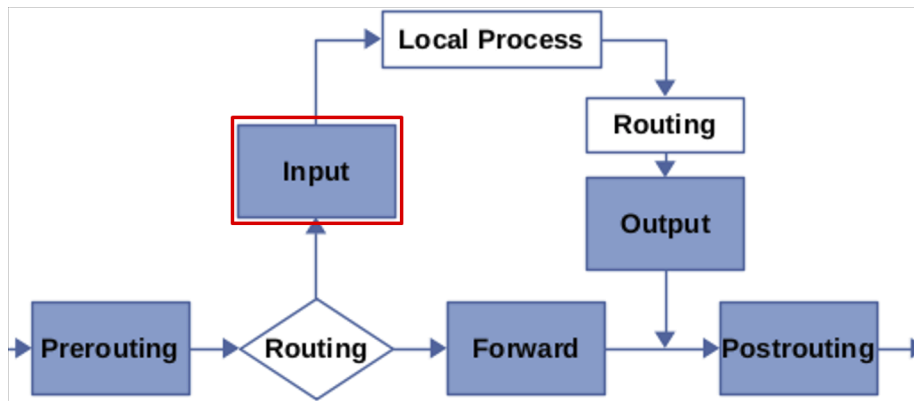 Local Process
Routing
Input
Output
Prerouting
Routing
Forward
Postrouting